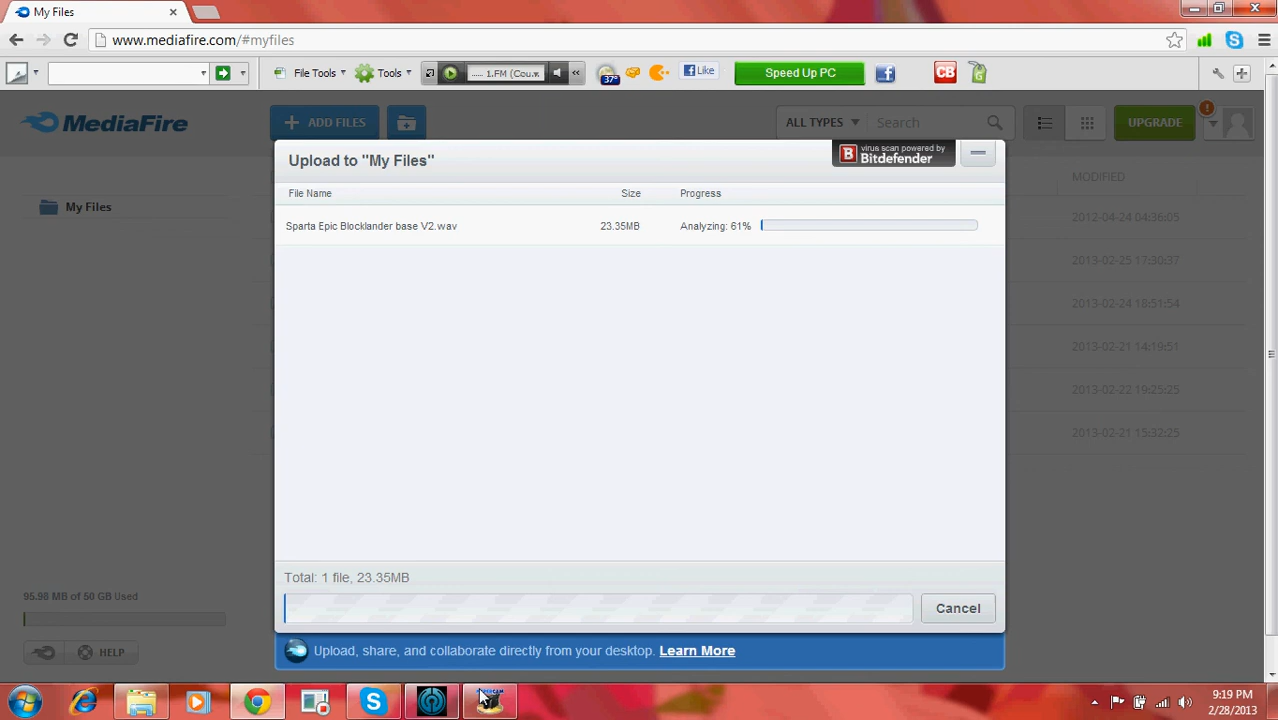 My Files
www.mediafire.com/#myfiles
File Tools
Tools
..... 1.FM (Cou
37°
Like
Speed Up PC
CB
MediaFire
ADD FILES
ALL TYPES
Search
UPGRADE
Upload to "My Files"
virus scan powered by
Bitdefender
File Name
Size
Progress
MODIFIED
My Files
Sparta Epic Blocklander base V2.wav
23.35MB
Analyzing: 61%
2012-04-24 04:36:05
2013-02-25 17:30:37
2013-02-24 18:51:54
2013-02-21 14:19:51
2013-02-22 19:25:25
2013-02-21 15:32:25
Total: 1 file, 23.35MB
95.98 MB of 50 GB Used
Cancel
HELP
Upload, share, and collaborate directly from your desktop. Learn More
9:19 PM
2/28/2013